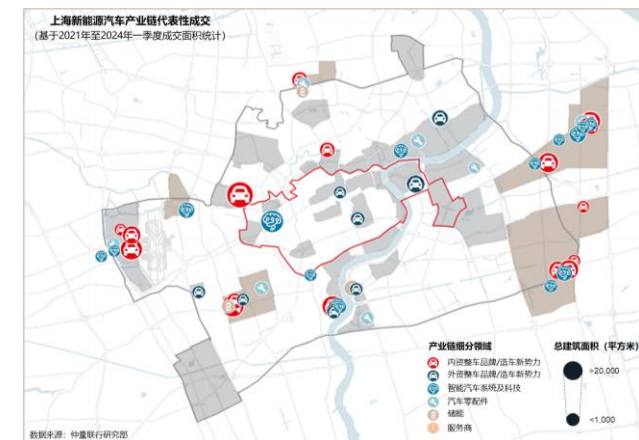 上海新能源汽车产业链代表性成交
（基于2021年至2024年一季度成交面积统计）
产业链细分领域
内资整车品牌/造车新势力
外资整车品牌/造车新势力
智能汽车系统及科技
汽车零配件
储能
服务商
总建筑面积（平方米）
>20,000
<1,000
数据来源：仲量联行研究部